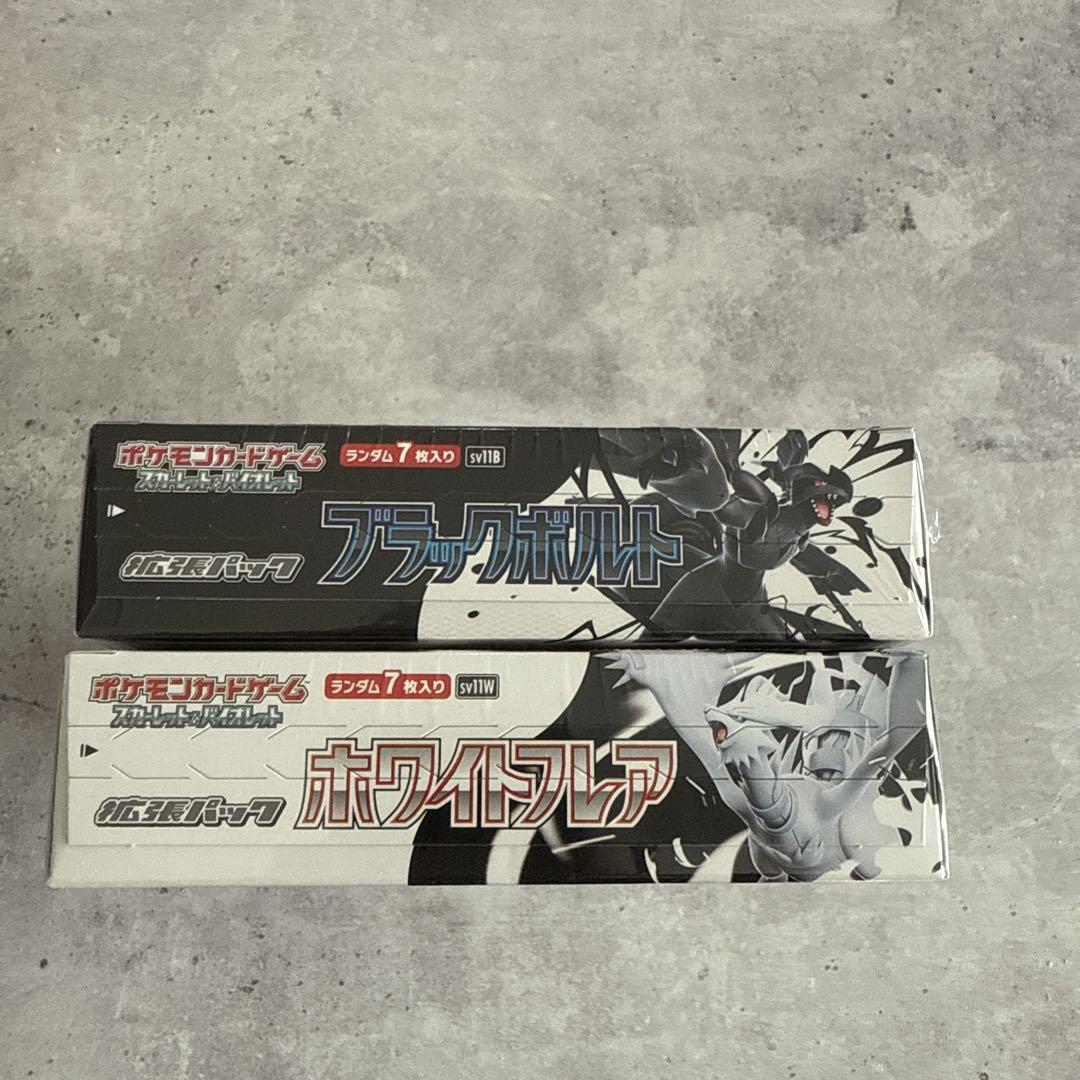 ポケモンカードゲーム
スカーレット&バイオレット
ランダム7枚入り
sv11B
拡張パック
ブラックボルト
ポケモンカードゲーム
スカーレット&バイオレット
ランダム7枚入り
sv11W
拡張パック
ホワイトフレア